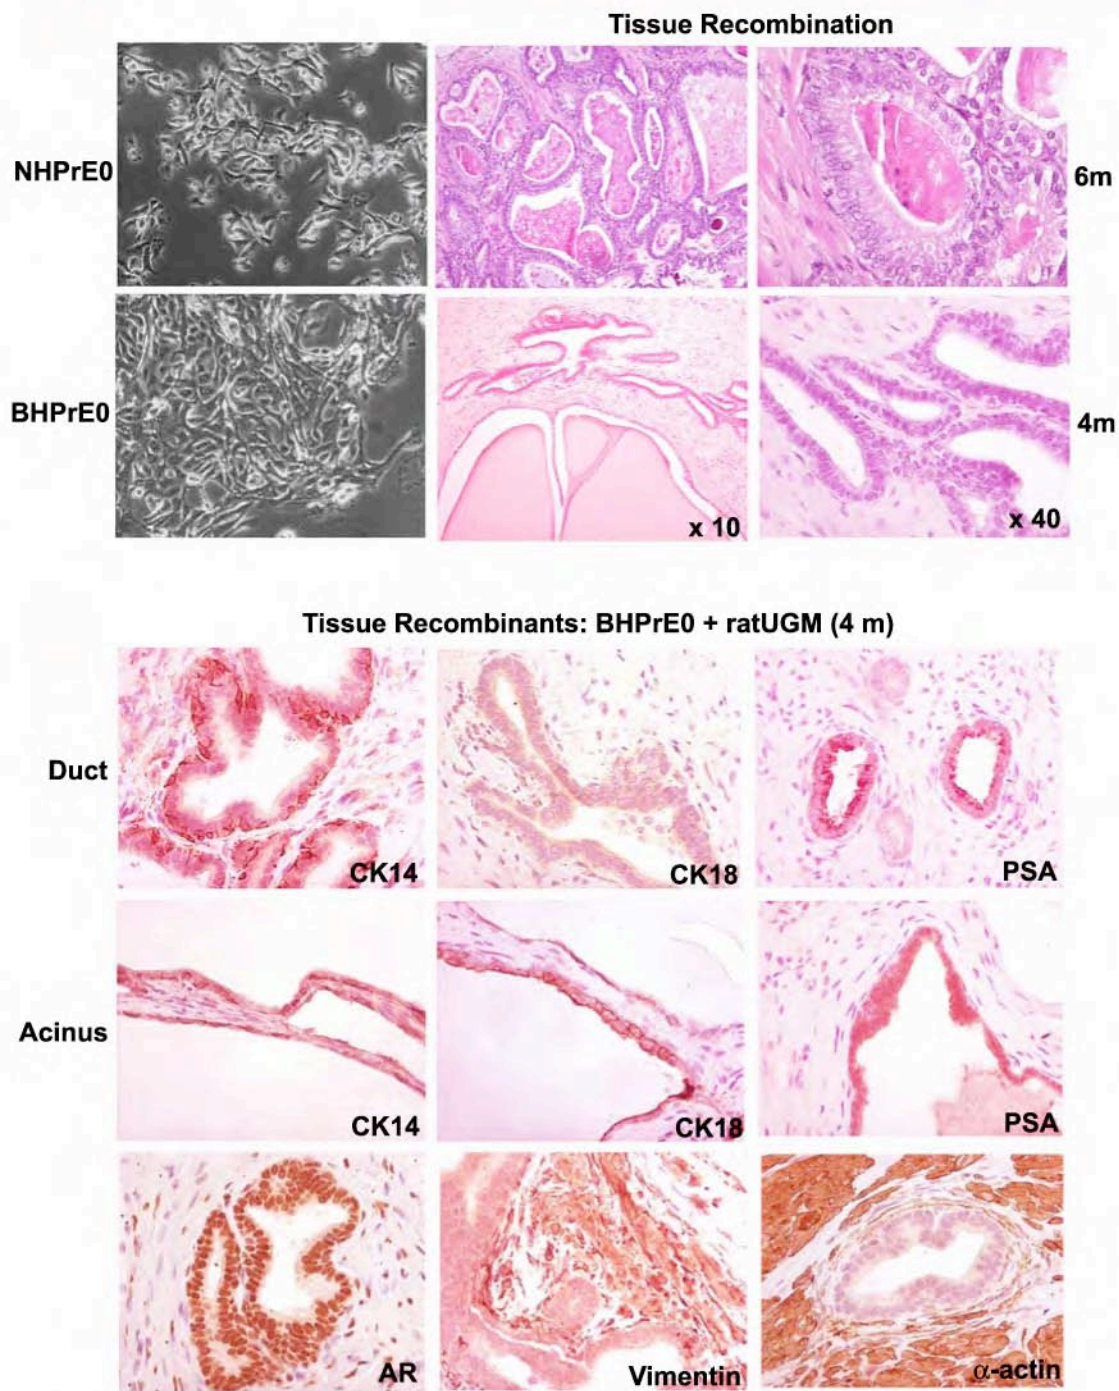 Tissue Recombination
NHPrE0
6m
BHPrE0
4m
x 10
x 40
Tissue Recombinants: BHPrE0 + ratUGM (4 m)
Duct
CK14
CK18
PSA
Acinus
CK14
CK18
PSA
AR
Vimentin
α-actin